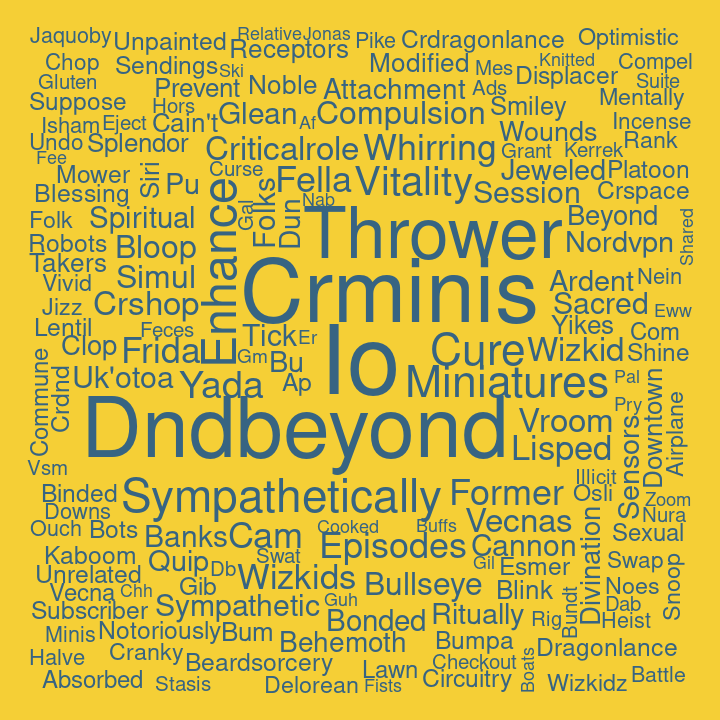 Jaquoby Unpainted Relative Jonas Pike Crdragonlance Optimistic
Receptors
Chop Sendings Ski Modified Mes Knitted Compel
Gluten Prevent Noble Attachment Ads Displacer Suite
Suppose Hors Smiley Mentally
Isham Eject Cain't Glean Af Compulsion Incense
Undo Splendor Criticalrole Whirring Wounds Rank
Fee Grant Kerrek
Mower Siri Pu Curse Fella Vitality Jeweled Platoon
Blessing Gal Folks Dun Nab Session Crspace
Folk Spiritual Enhance Thrower Beyond Shared
Robots Bloop Nordvpn
Takers
Vivid Simul Crminis Ardent Nein
Jizz Crshop Sacred Eww
Lentil Feces Tick Er Io Yikes Com
Clop Frida Gm Bu Cure Wizkid Shine
Commune Crdnd Uk'otoa Yada Ap Miniatures Pal
Dndbeyond Vroom Pry Downtown Airplane
Lisped Sensors
Vsm
Binded Sympathetically Former Illicit Osli Zoom
Downs Nura
Ouch Bots Banks Cam Cooked Buffs Vecnas Sexual
Kaboom Quip Db Swat Episodes Cannon Divination Swap Snoop
Unrelated Gib Wizkids Gil Esmer
Vecna Chh Bullseye Blink Noes
Subscriber Sympathetic Guh Ritually Rig Bundt Dab
Minis Notoriously Bum Bonded Heist
Halve Cranky Behemoth Bumpa Dragonlance
Beardsorcery Lawn Checkout Boats
Absorbed Stasis Delorean Fists Circuitry Wizkidz Battle